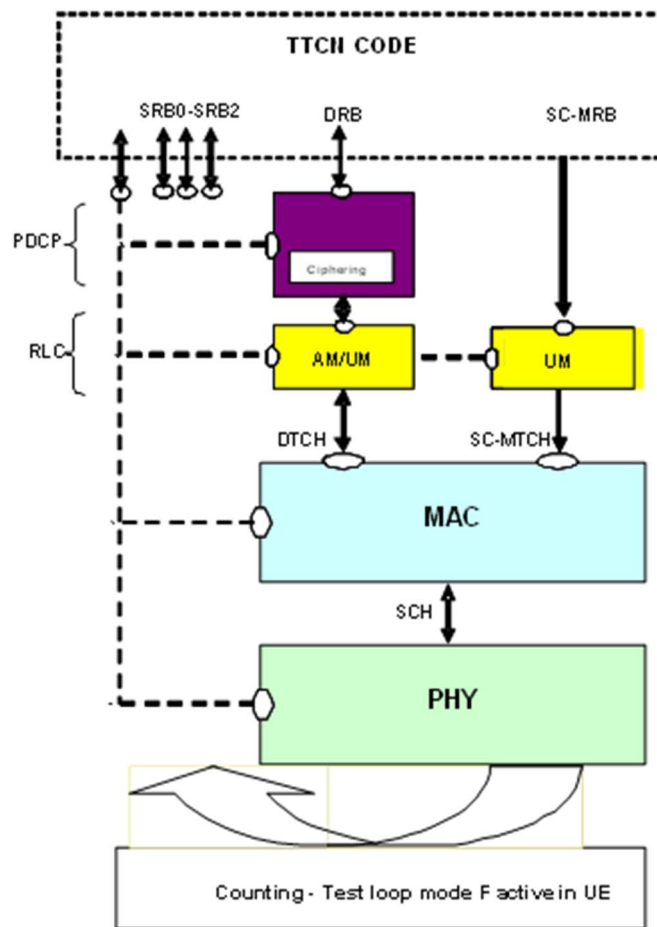 TTCN CODE
SRB0-SRB2
DRB
SC-MRB
PDCP
Ciphering
RLC
AM/UM
UM
DTCH
SC-MTCH
MAC
SCH
PHY
Counting - Test loop mode F active in UE